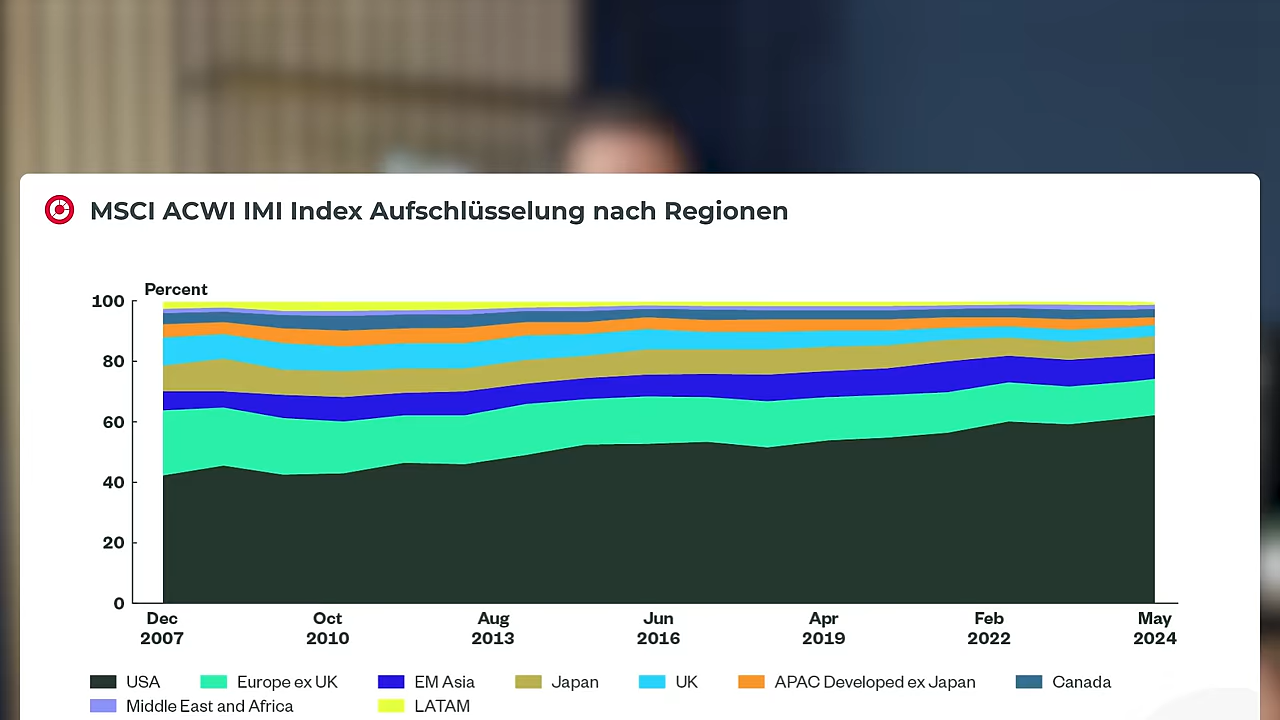 MSCI ACWI IMI Index Aufschlüsselung nach Regionen
Percent
100
80
60
40
20
0
Dec 2007
Oct 2010
Aug 2013
Jun 2016
Apr 2019
Feb 2022
May 2024
USA
Europe ex UK
EM Asia
Japan
UK
APAC Developed ex Japan
Canada
Middle East and Africa
LATAM